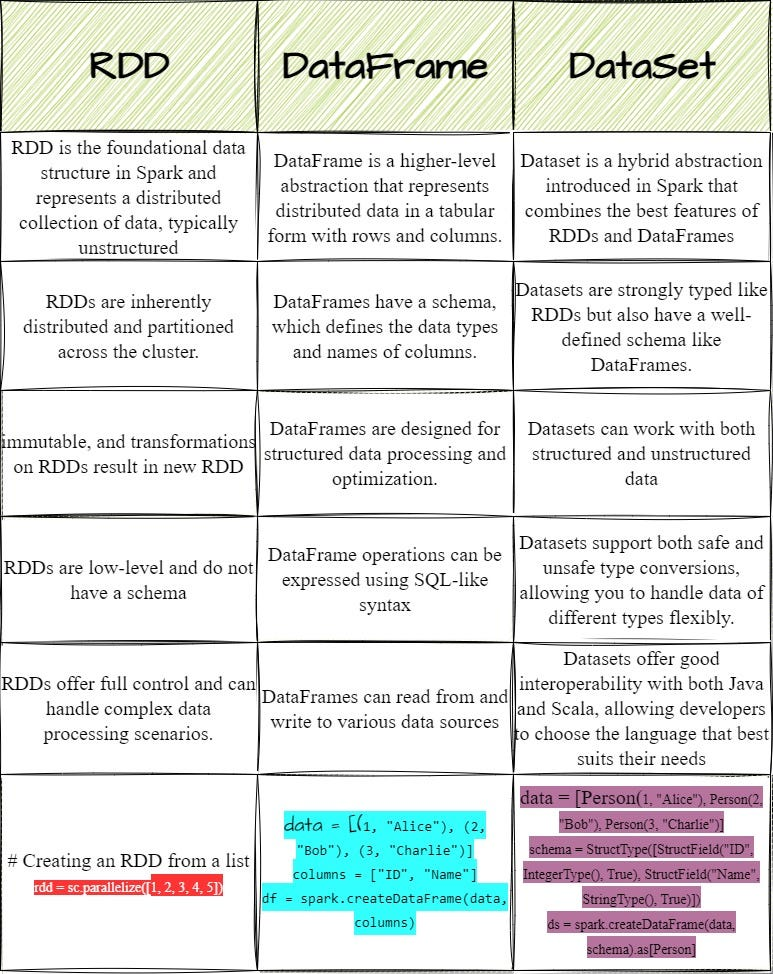 RDD
DataFrame
DataSet
RDD is the foundational data
structure in Spark and
represents a distributed
collection of data, typically
unstructured
DataFrame is a higher-level
abstraction that represents
distributed data in a tabular
form with rows and columns.
Dataset is a hybrid abstraction
introduced in Spark that
combines the best features of
RDDs and DataFrames
RDDs are inherently
distributed and partitioned
across the cluster.
DataFrames have a schema,
which defines the data types
and names of columns.
Datasets are strongly typed like
RDDs but also have a well-
defined schema like
DataFrames.
immutable, and transformations
on RDDs result in new RDD
DataFrames are designed for
structured data processing and
optimization.
Datasets can work with both
structured and unstructured
data
RDDs are low-level and do not
have a schema
DataFrame operations can be
expressed using SQL-like
syntax
Datasets support both safe and
unsafe type conversions,
allowing you to handle data of
different types flexibly.
RDDs offer full control and can
handle complex data
processing scenarios.
DataFrames can read from and
write to various data sources
Datasets offer good
interoperability with both Java
and Scala, allowing developers
to choose the language that best
suits their needs
# Creating an RDD from a list
rdd = sc.parallelize([1, 2, 3, 4, 5])
data = [(1, "Alice"), (2,
"Bob"), (3, "Charlie")]
columns = ["ID", "Name"]
df = spark.createDataFrame(data,
columns)
data = [Person(1, "Alice"), Person(2,
"Bob"), Person(3, "Charlie")]
schema = StructType([StructField("ID",
IntegerType(), True), StructField("Name",
StringType(), True)])
ds = spark.createDataFrame(data,
schema).as[Person]